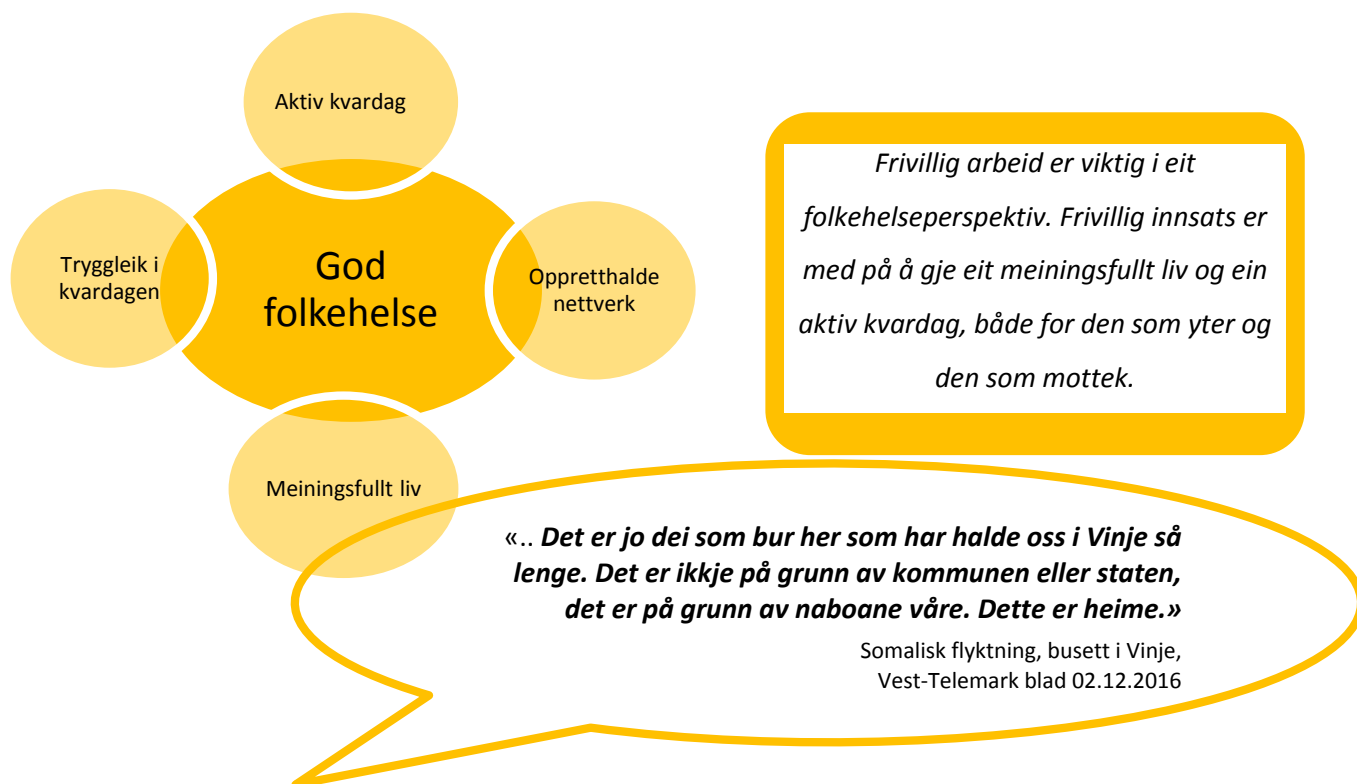 Aktiv kvardag
Tryggleik i
kvardagen
God
folkehelse
Oppretthalde
nettverk
Meiningsfullt liv
Frivillig arbeid er viktig i eit
folkehelseperspektiv. Frivillig innsats er
med på å gje eit meiningsfullt liv og ein
aktiv kvardag, både for den som yter og
den som mottek.
«.. Det er jo dei som bur her som har halde oss i Vinje så
lenge. Det er ikkje på grunn av kommunen eller staten,
det er på grunn av naboane våre. Dette er heime.»
Somalisk flyktning, busett i Vinje,
Vest-Telemark blad 02.12.2016